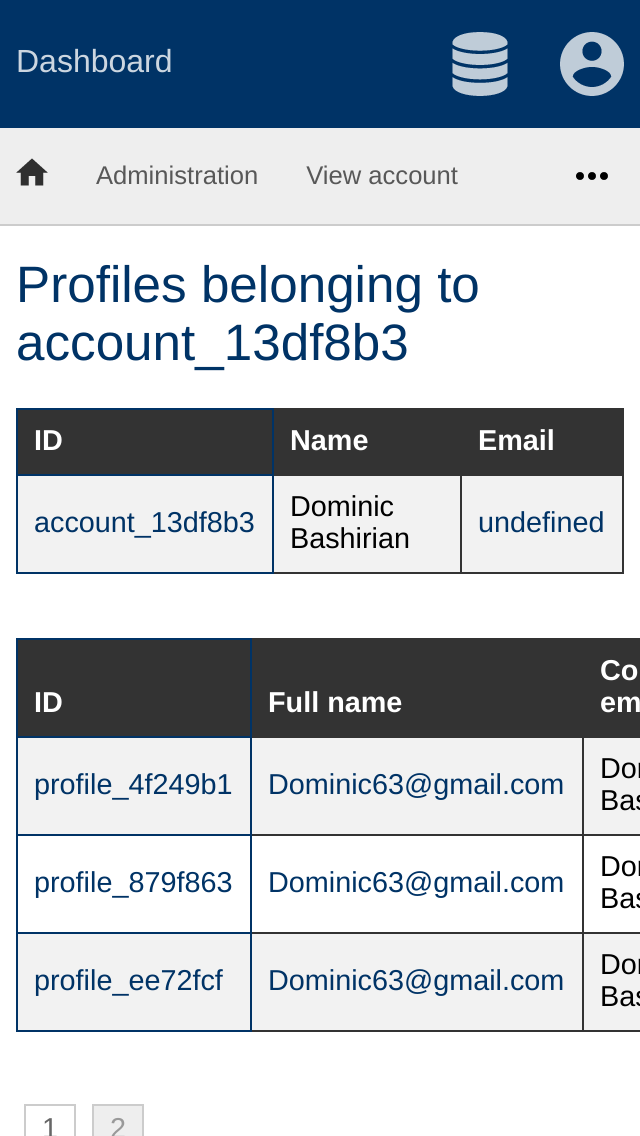 Dashboard
Administration View account
Profiles belonging to
account_13df8b3
ID Name Email
account_13df8b3 Dominic Bashirian undefined
ID Full name Co
em
profile_4f249b1 Dominic63@gmail.com Do
Bas
profile_879f863 Dominic63@gmail.com Do
Bas
profile_ee72fcf Dominic63@gmail.com Do
Bas
1 2